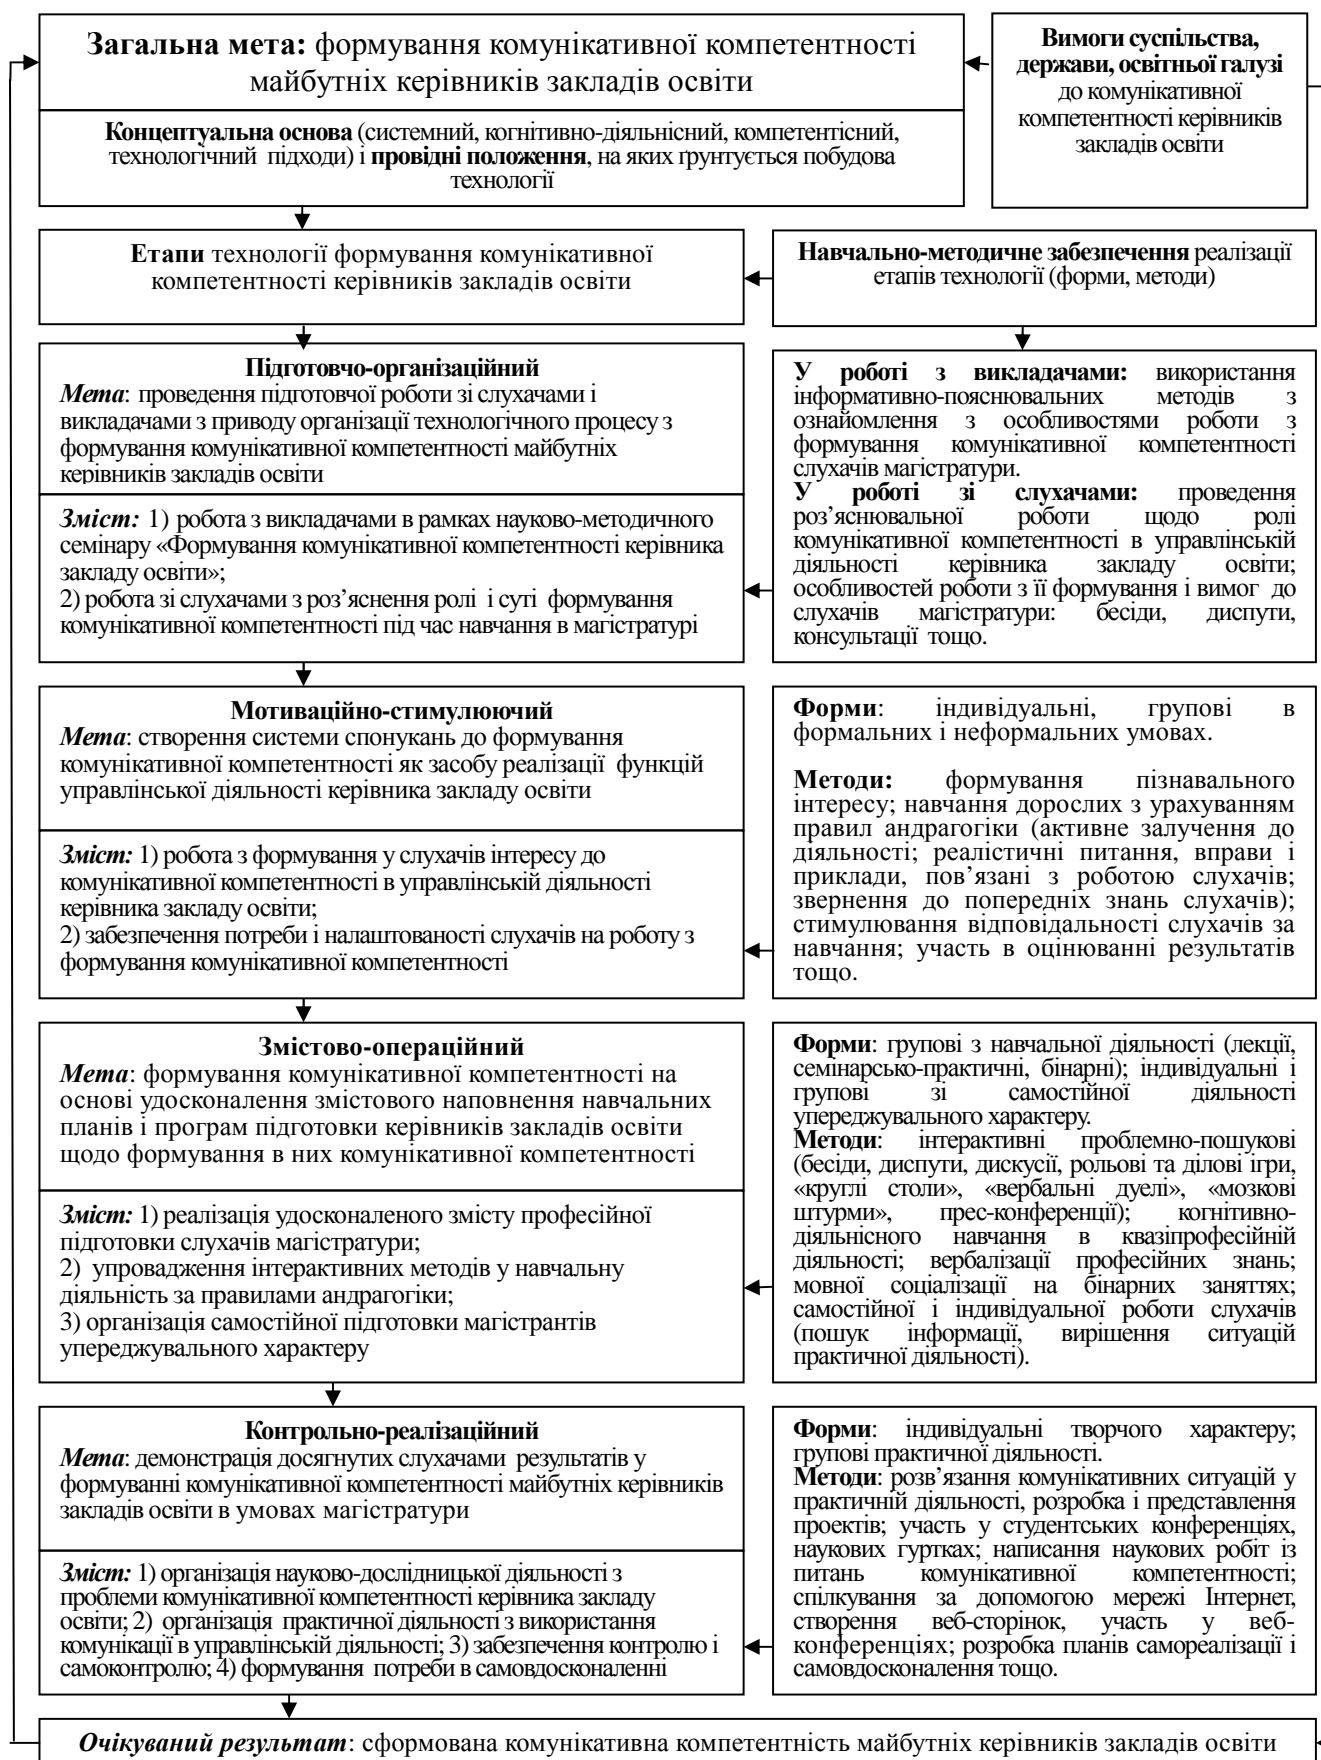 Загальна мета: формування комунікативної компетентності
майбутніх керівників закладів освіти
Концептуальна основа (системний, когнітивно-діяльнісний, компетентісний,
технологічний підходи) і провідні положення, на яких ґрунтується побудова
технології
Вимоги суспільства,
держави, освітньої галузі
до комунікативної
компетентності керівників
закладів освіти
Етапи технології формування комунікативної
компетентності керівників закладів освіти
Навчально-методичне забезпечення реалізації
етапів технології (форми, методи)
Підготовчо-організаційний
Мета: проведення підготовчої роботи зі слухачами і
викладачами з приводу організації технологічного процесу з
формування комунікативної компетентності майбутніх
керівників закладів освіти
Зміст: 1) робота з викладачами в рамках науково-методичного
семінару «Формування комунікативної компетентності керівника
закладу освіти»;
2) робота зі слухачами з роз’яснення ролі і суті формування
комунікативної компетентності під час навчання в магістратурі
У роботі з викладачами: використання
інформативно-пояснювальних методів з
ознайомлення з особливостями роботи з
формування комунікативної компетентності
слухачів магістратури.
У роботі зі слухачами: проведення
роз’яснювальної роботи щодо ролі
комунікативної компетентності в управлінській
діяльності керівника закладу освіти;
особливостей роботи з її формування і вимог до
слухачів магістратури: бесіди, диспути,
консультації тощо.
Мотиваційно-стимулюючий
Мета: створення системи спонукань до формування
комунікативної компетентності як засобу реалізації функцій
управлінської діяльності керівника закладу освіти
Зміст: 1) робота з формування у слухачів інтересу до
комунікативної компетентності в управлінській діяльності
керівника закладу освіти;
2) забезпечення потреби і налаштованості слухачів на роботу з
формування комунікативної компетентності
Форми: індивідуальні, групові в
формальних і неформальних умовах.
Методи: формування пізнавального
інтересу; навчання дорослих з урахуванням
правил андрагогіки (активне залучення до
діяльності; реалістичні питання, вправи і
приклади, пов’язані з роботою слухачів;
звернення до попередніх знань слухачів);
стимулювання відповідальності слухачів за
навчання; участь в оцінюванні результатів
тощо.
Змістово-операційний
Мета: формування комунікативної компетентності на
основі удосконалення змістового наповнення навчальних
планів і програм підготовки керівників закладів освіти
щодо формування в них комунікативної компетентності
Зміст: 1) реалізація удосконаленого змісту професійної
підготовки слухачів магістратури;
2) упровадження інтерактивних методів у навчальну
діяльність за правилами андрагогіки;
3) організація самостійної підготовки магістрантів
упереджувального характеру
Форми: групові з навчальної діяльності (лекції,
семінарсько-практичні, бінарні); індивідуальні і
групові зі самостійної діяльності
упереджувального характеру.
Методи: інтерактивні проблемно-пошукові
(бесіди, диспути, дискусії, рольові та ділові ігри,
«круглі столи», «вербальні дуелі», «мозкові
штурми», прес-конференції); когнітивно-
діяльнісного навчання в квазіпрофесійній
діяльності; вербалізації професійних знань;
мовної соціалізації на бінарних заняттях;
самостійної і індивідуальної роботи слухачів
(пошук інформації, вирішення ситуацій
практичної діяльності).
Контрольно-реалізаційний
Мета: демонстрація досягнутих слухачами результатів у
формуванні комунікативної компетентності майбутніх керівників
закладів освіти в умовах магістратури
Зміст: 1) організація науково-дослідницької діяльності з
проблеми комунікативної компетентності керівника закладу
освіти; 2) організація практичної діяльності з використання
комунікації в управлінській діяльності; 3) забезпечення контролю і
самоконтролю; 4) формування потреби в самовдосконаленні
Форми: індивідуальні творчого характеру;
групові практичної діяльності.
Методи: розв’язання комунікативних ситуацій у
практичній діяльності, розробка і представлення
проектів; участь у студентських конференціях,
наукових гуртках; написання наукових робіт із
питань комунікативної компетентності;
спілкування за допомогою мережі Інтернет,
створення веб-сторінок, участь у веб-
конференціях; розробка планів самореалізації і
самовдосконалення тощо.
Очікуваний результат: сформована комунікативна компетентність майбутніх керівників закладів освіти